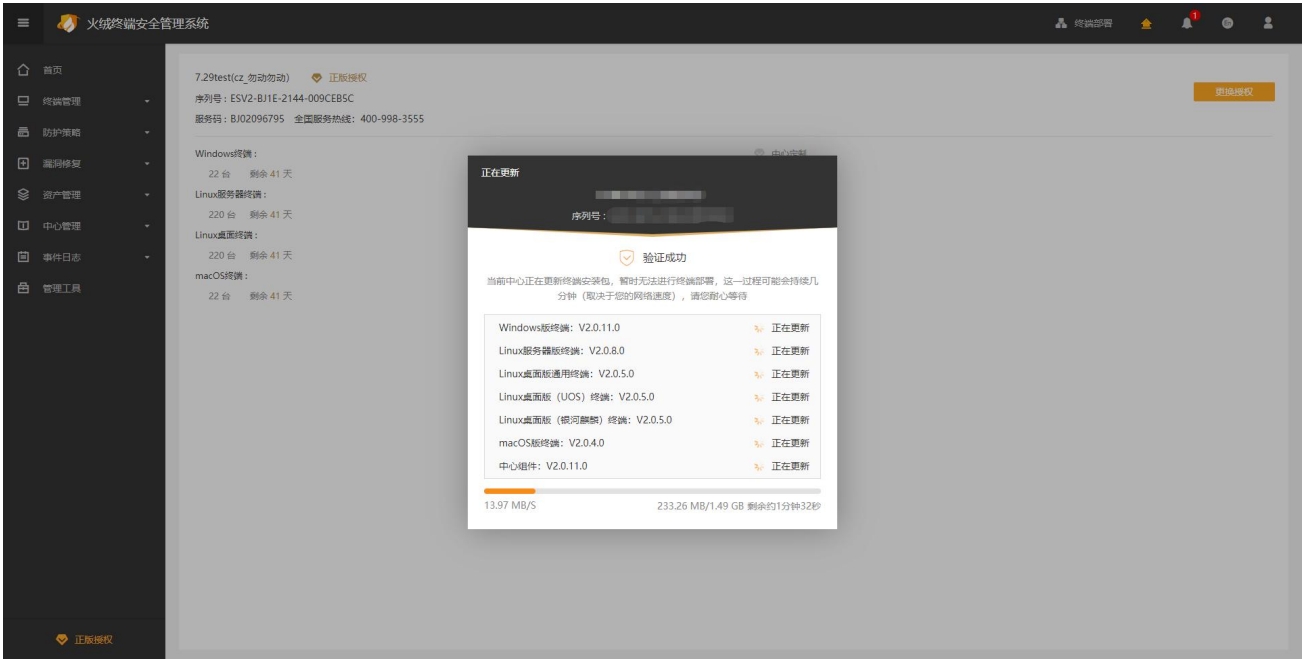 火绒终端安全管理系统
终端部署
1
首页
终端管理
防护策略
漏洞修复
资产管理
中心管理
事件日志
管理工具
正版授权
7.29test(cz_勿动勿动) 正版授权
序列号：ESV2-BJ1E-2144-009CEB5C
服务码：BJ02096795 全国服务热线：400-998-3555
更换授权
Windows终端：
22 台 剩余 41 天
Linux服务器终端：
220 台 剩余 41 天
Linux桌面终端：
220 台 剩余 41 天
macOS终端：
22 台 剩余 41 天
中心定制
正在更新
序列号：
验证成功
当前中心正在更新终端安装包，暂时无法进行终端部署，这一过程可能会持续几
分钟（取决于您的网络速度），请您耐心等待
Windows版终端：V2.0.11.0 正在更新
Linux服务器版终端：V2.0.8.0 正在更新
Linux桌面版通用终端：V2.0.5.0 正在更新
Linux桌面版（UOS）终端：V2.0.5.0 正在更新
Linux桌面版（银河麒麟）终端：V2.0.5.0 正在更新
macOS版终端：V2.0.4.0 正在更新
中心组件：V2.0.11.0 正在更新
13.97 MB/S 233.26 MB/1.49 GB 剩余约1分钟32秒